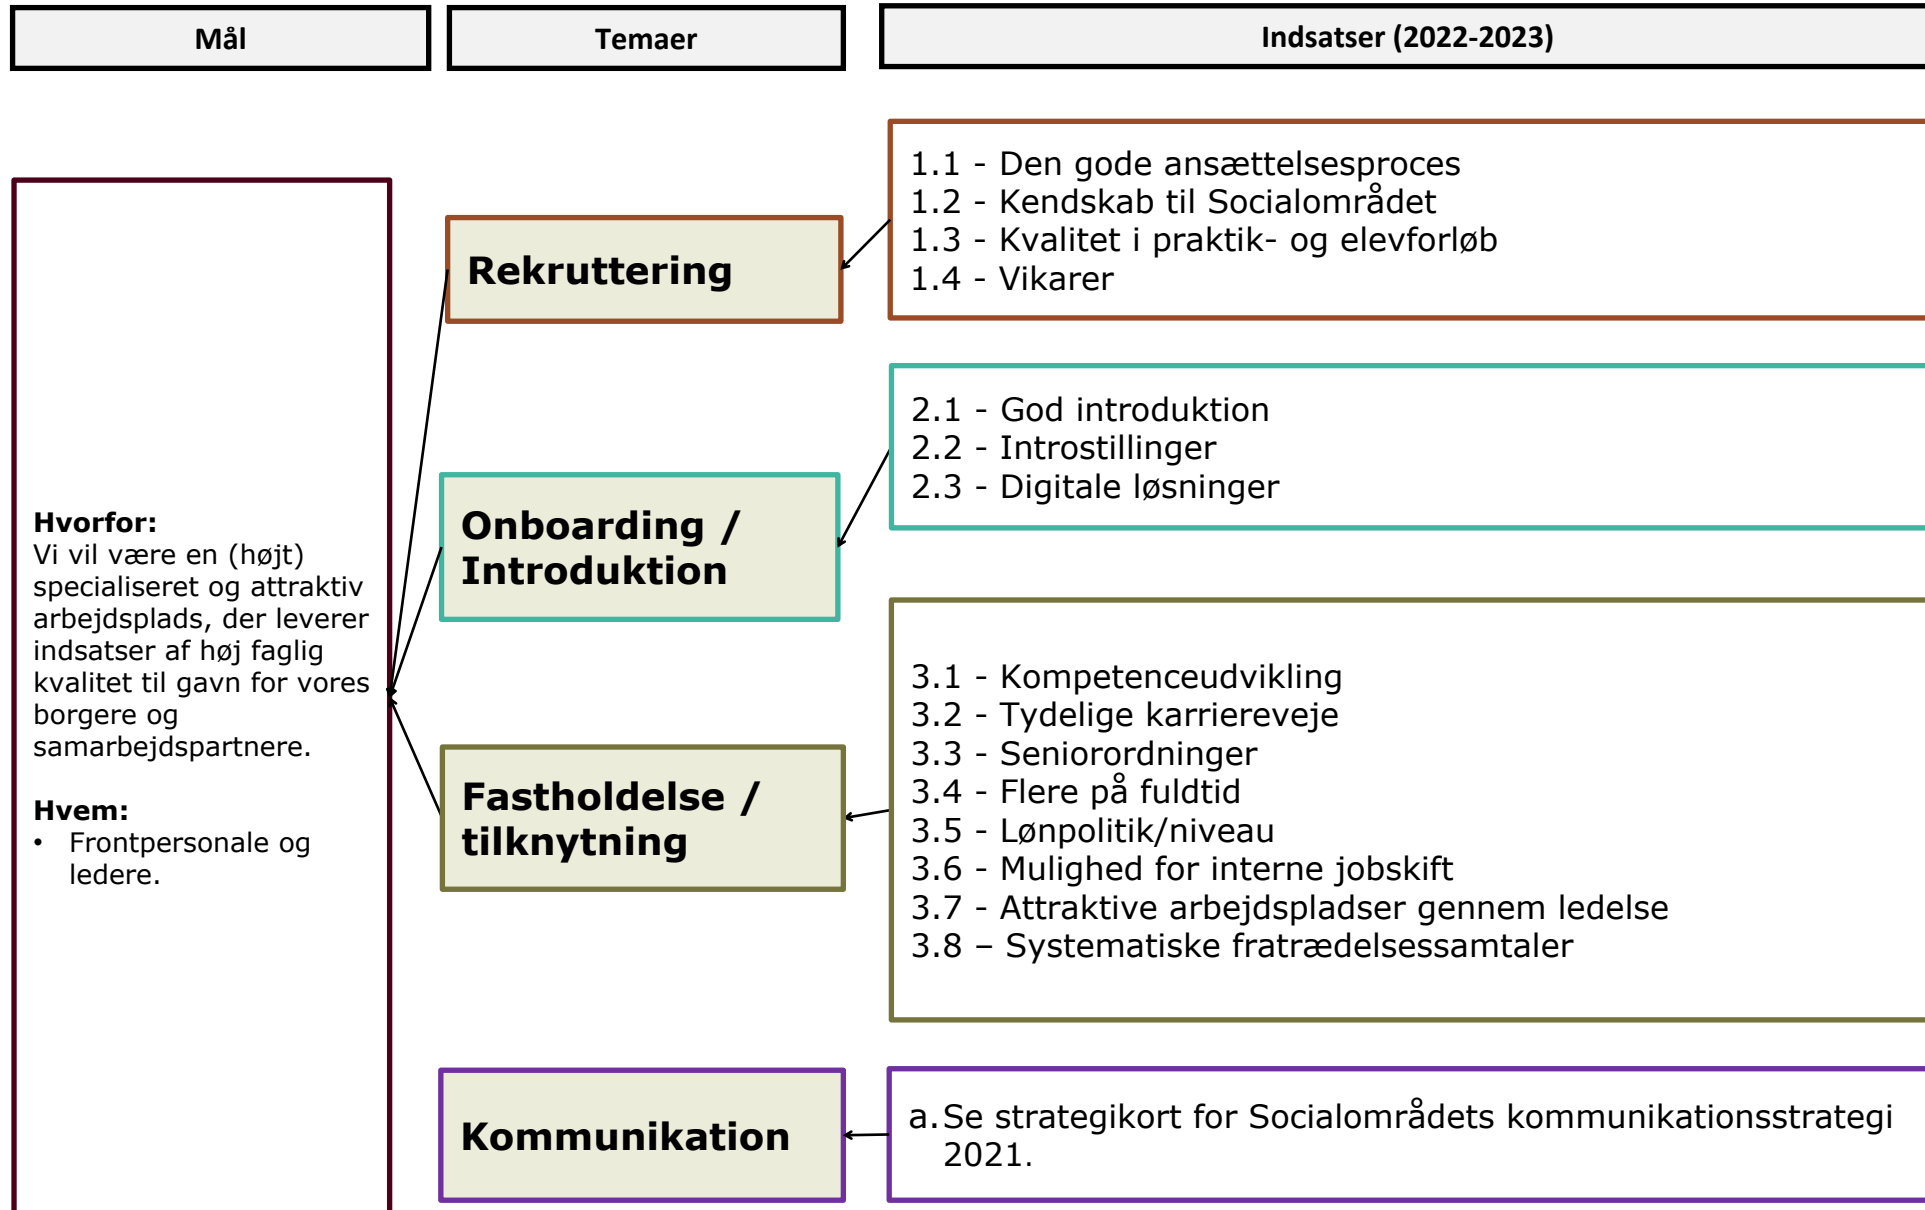 Mål
Temaer
Indsatser (2022-2023)
Hvorfor:
Vi vil være en (højt)
specialiseret og attraktiv
arbejdsplads, der leverer
indsatser af høj faglig
kvalitet til gavn for vores
borgere og
samarbejdspartnere.
Hvem:
• Frontpersonale og
ledere.
Rekruttering
1.1 - Den gode ansættelsesproces
1.2 - Kendskab til Socialområdet
1.3 - Kvalitet i praktik- og elevforløb
1.4 - Vikarer
Onboarding /
Introduktion
2.1 - God introduktion
2.2 - Introstillinger
2.3 - Digitale løsninger
Fastholdelse /
tilknytning
3.1 - Kompetenceudvikling
3.2 - Tydelige karriereveje
3.3 - Seniorordninger
3.4 - Flere på fuldtid
3.5 - Lønpolitik/niveau
3.6 - Mulighed for interne jobskift
3.7 - Attraktive arbejdspladser gennem ledelse
3.8 – Systematiske fratrædelsessamtaler
Kommunikation
a. Se strategikort for Socialområdets kommunikationsstrategi
2021.